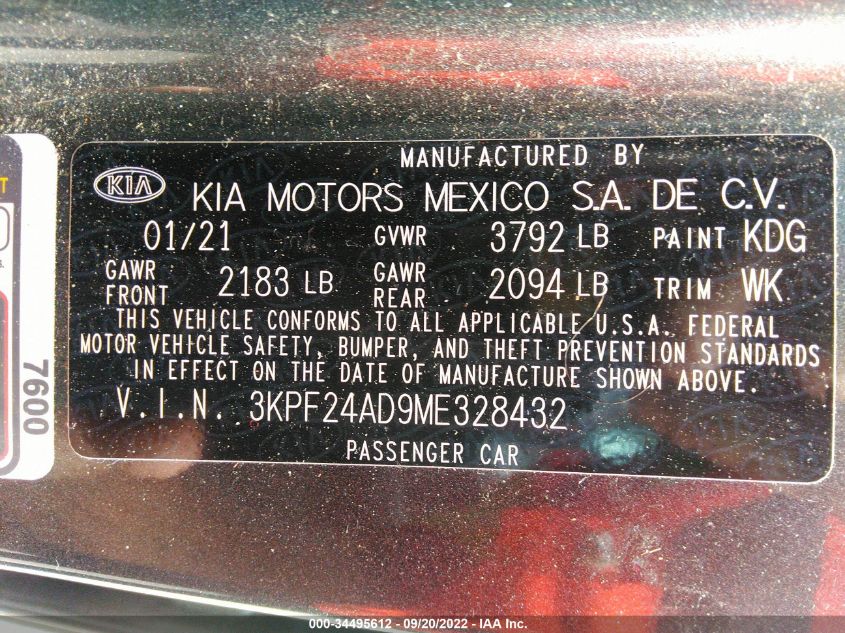 MANUFACTURED BY
KIA KIA MOTORS MEXICO S.A. DE C.V.
01/21 GVWR 3792 LB PAINT KDG
GAWR FRONT 2183 LB GAWR REAR 2094 LB TRIM WK
THIS VEHICLE CONFORMS TO ALL APPLICABLE U.S.A. FEDERAL
MOTOR VEHICLE SAFETY, BUMPER, AND THEFT PREVENTION STANDARDS
IN EFFECT ON THE DATE OF MANUFACTURE SHOWN ABOVE.
V.I.N. 3KPF24AD9ME328432
PASSENGER CAR
7600
000-34495612 - 09/20/2022 - IAA Inc.